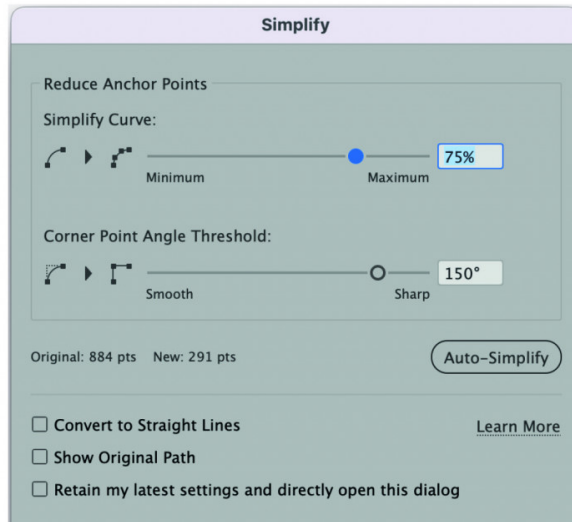 Simplify
Reduce Anchor Points
Simplify Curve:
75%
Minimum Maximum
Corner Point Angle Threshold:
150°
Smooth Sharp
Original: 884 pts New: 291 pts Auto-Simplify
Convert to Straight Lines Learn More
Show Original Path
Retain my latest settings and directly open this dialog